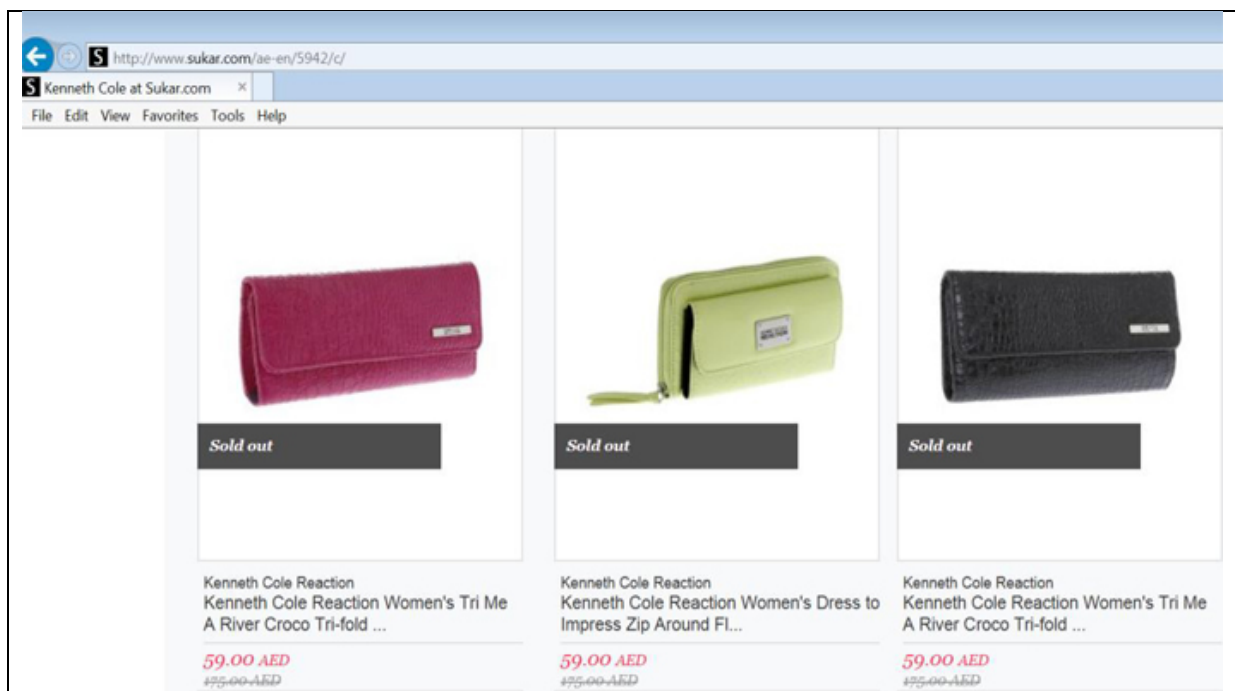 http://www.sukar.com/ae-en/5942/c/
S Kenneth Cole at Sukar.com ×
File Edit View Favorites Tools Help
REACTION
Sold out
Sold out
Sold out
Kenneth Cole Reaction
Kenneth Cole Reaction Women's Tri Me
A River Croco Tri-fold ...
59.00 AED
175.00 AED
Kenneth Cole Reaction
Kenneth Cole Reaction Women's Dress to
Impress Zip Around Fl...
59.00 AED
175.00 AED
Kenneth Cole Reaction
Kenneth Cole Reaction Women's Tri Me
A River Croco Tri-fold ...
59.00 AED
175.00 AED